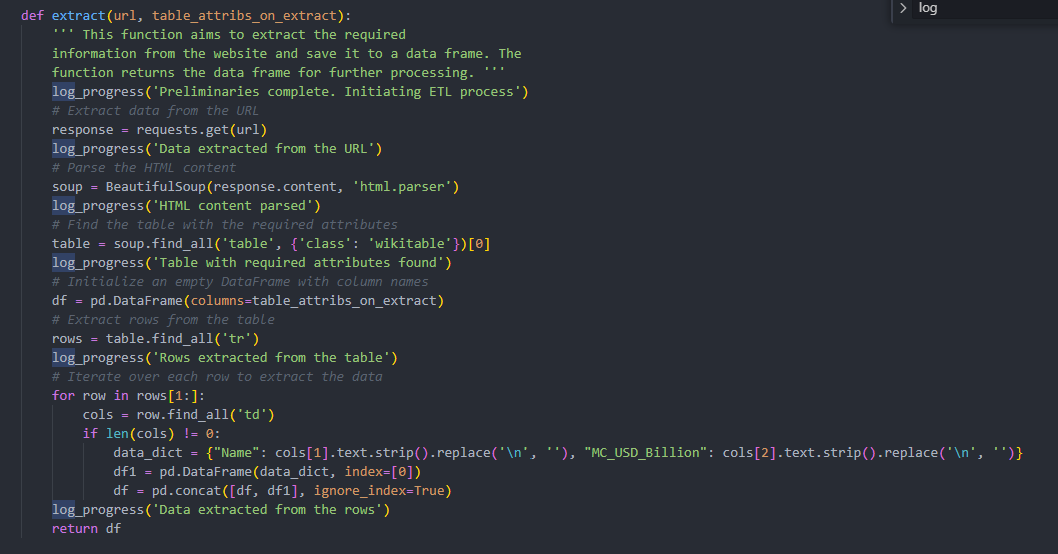 > log
def extract(url, table_attribs_on_extract):
    ''' This function aims to extract the required
    information from the website and save it to a data frame. The
    function returns the data frame for further processing. '''
    log_progress('Preliminaries complete. Initiating ETL process')
    # Extract data from the URL
    response = requests.get(url)
    log_progress('Data extracted from the URL')
    # Parse the HTML content
    soup = BeautifulSoup(response.content, 'html.parser')
    log_progress('HTML content parsed')
    # Find the table with the required attributes
    table = soup.find_all('table', {'class': 'wikitable'})[0]
    log_progress('Table with required attributes found')
    # Initialize an empty DataFrame with column names
    df = pd.DataFrame(columns=table_attribs_on_extract)
    # Extract rows from the table
    rows = table.find_all('tr')
    log_progress('Rows extracted from the table')
    # Iterate over each row to extract the data
    for row in rows[1:]:
        cols = row.find_all('td')
        if len(cols) != 0:
            data_dict = {"Name": cols[1].text.strip().replace('\n', ''), "MC_USD_Billion": cols[2].text.strip().replace('\n', '')}
            df1 = pd.DataFrame(data_dict, index=[0])
            df = pd.concat([df, df1], ignore_index=True)
    log_progress('Data extracted from the rows')
    return df